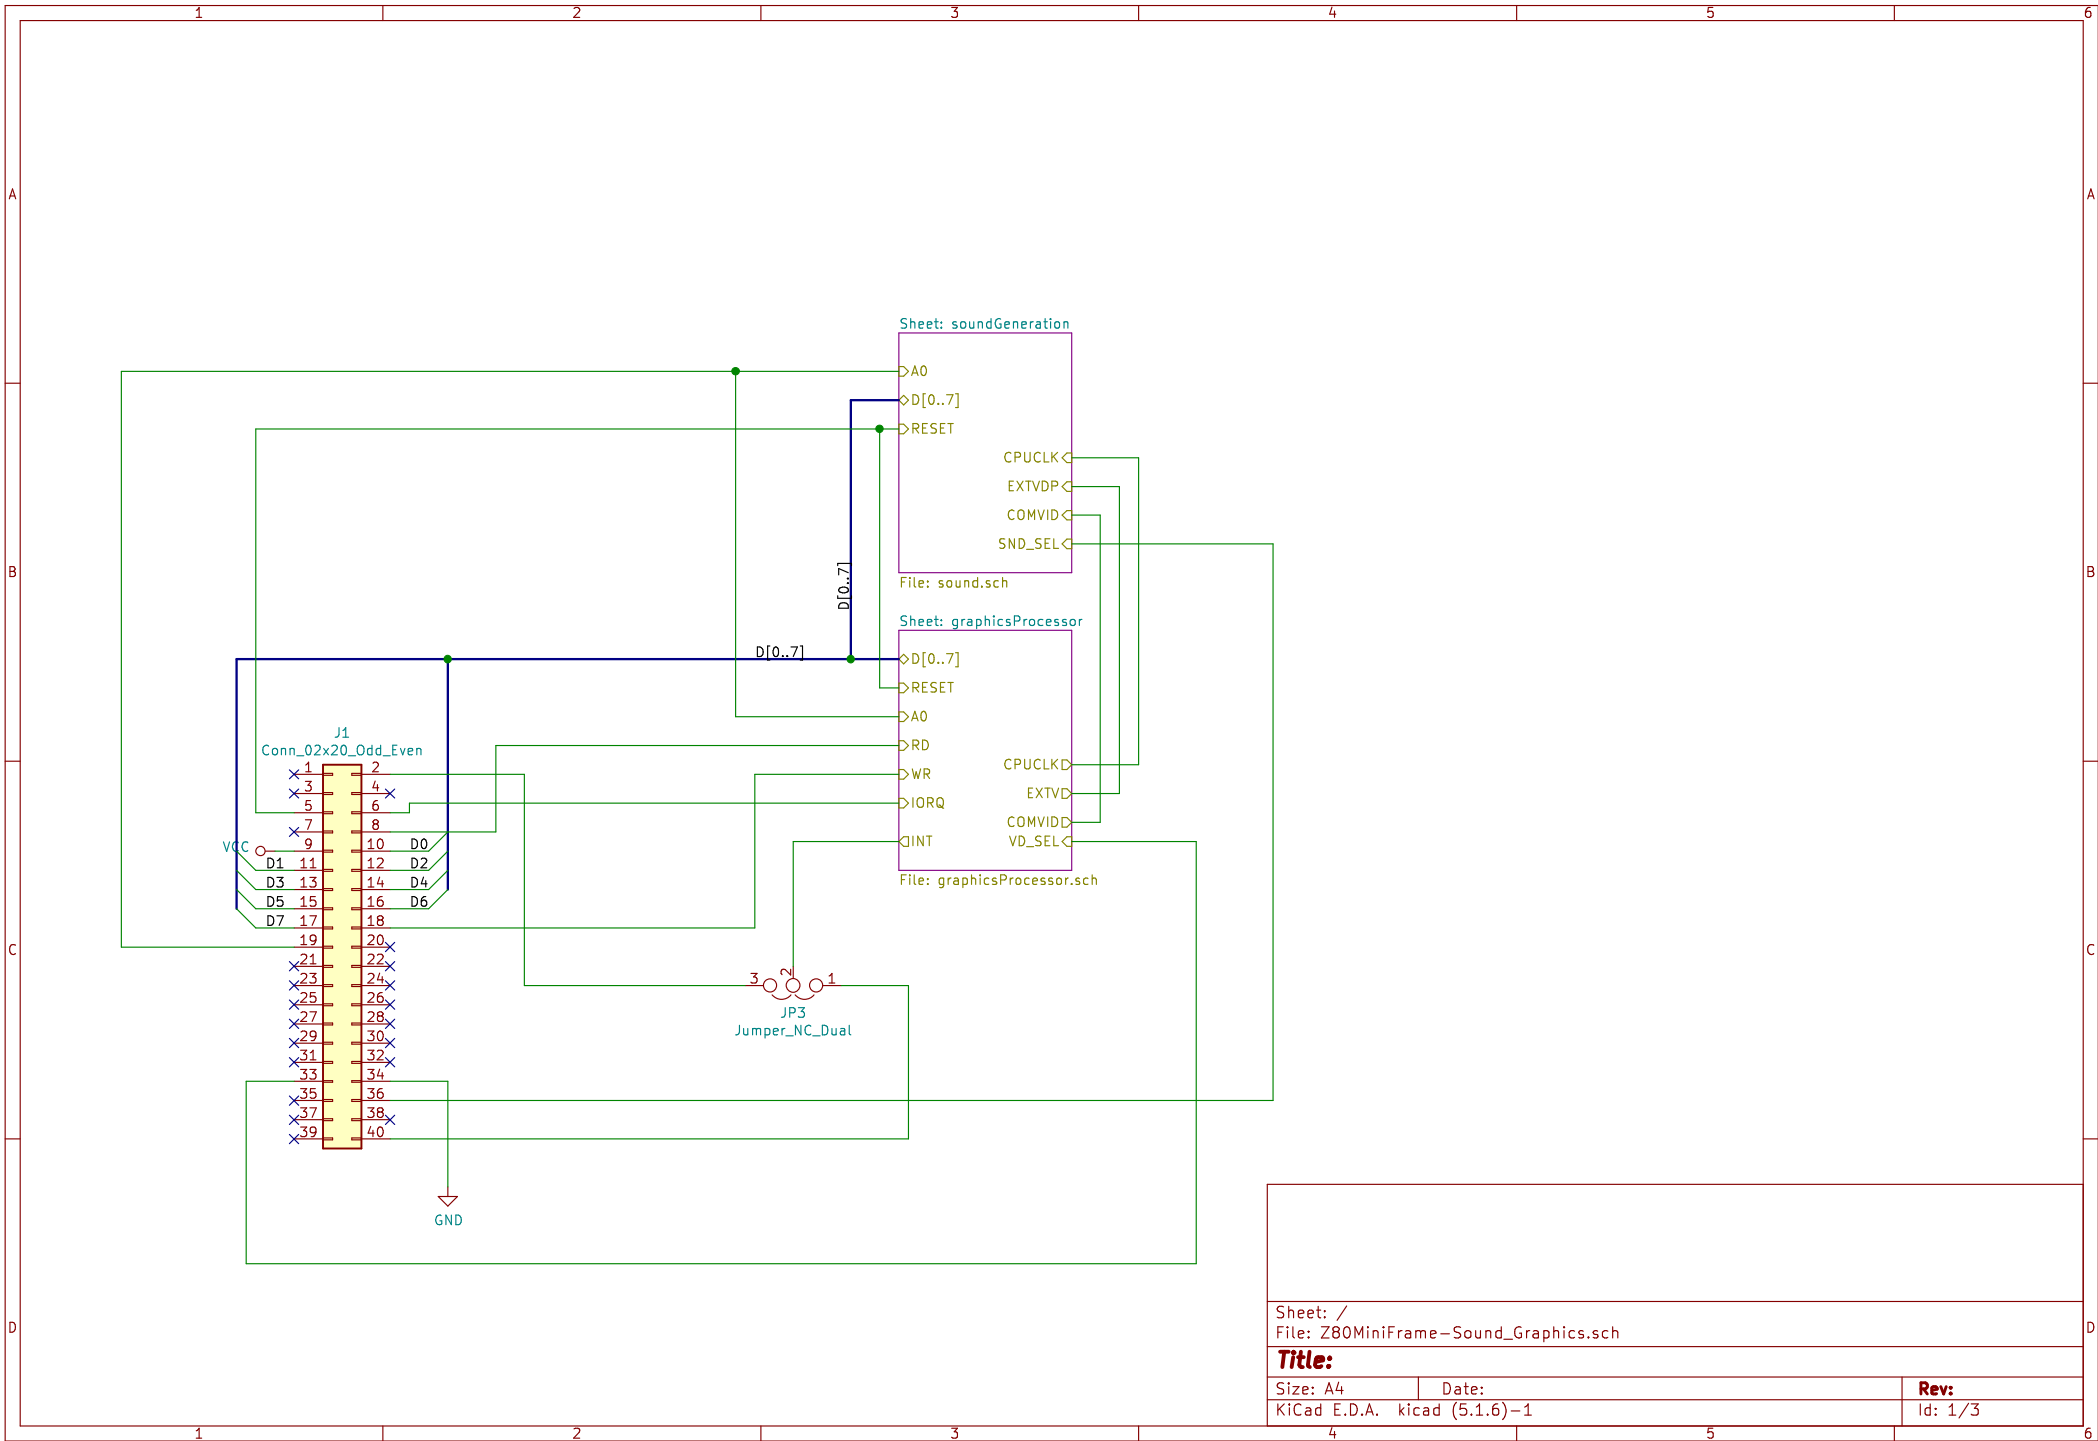 1 2 3 4 5 6
A A
Sheet: soundGeneration
A0
D[0..7]
RESET
CPUCLK
EXTVDP
COMVID
SND_SEL
File: sound.sch
B B
D[0..7]
D[0..7]
Sheet: graphicsProcessor
D[0..7]
RESET
A0
RD
WR
IORQ
INT
CPUCLK
EXTV
COMVID
VD_SEL
File: graphicsProcessor.sch
J1
Conn_02x20_Odd_Even
1 2
3 4
5 6
7 8
VCC 9 10 D0
D1 11 12 D2
D3 13 14 D4
D5 15 16 D6
D7 17 18
C 19 20 C
21 22
23 24
25 26
27 28
29 30
31 32
33 34
35 36
37 38
39 40
3 2 1
JP3
Jumper_NC_Dual
GND
D D
Sheet: /
File: Z80MiniFrame-Sound_Graphics.sch
Title:
Size: A4 Date: Rev:
KiCad E.D.A. kicad (5.1.6)-1 Id: 1/3
1 2 3 4 5 6